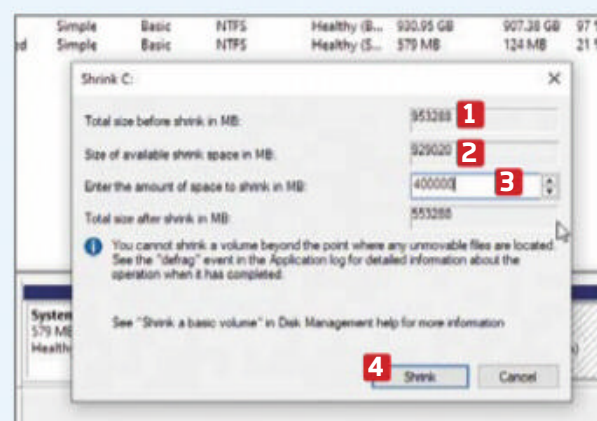 Simple Basic NTFS Healthy (B... 930.95 GB 907.38 GB 97 %
ed Simple Basic NTFS Healthy (S... 579 MB 124 MB 21 %
Shrink C:
Total size before shrink in MB: 953288 1
Size of available shrink space in MB: 929020 2
Enter the amount of space to shrink in MB: 400000 3
Total size after shrink in MB: 553288
You cannot shrink a volume beyond the point where any unmovable files are located.
See the "defrag" event in the Application log for detailed information about the
operation when it has completed.
System
579 MB
Health
See "Shrink a basic volume" in Disk Management help for more information
4 Shrink Cancel